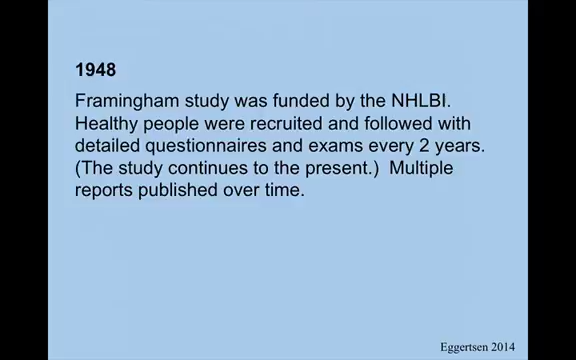 1948
Framingham study was funded by the NHLBI.
Healthy people were recruited and followed with
detailed questionnaires and exams every 2 years.
(The study continues to the present.)  Multiple
reports published over time.
Eggertsen 2014